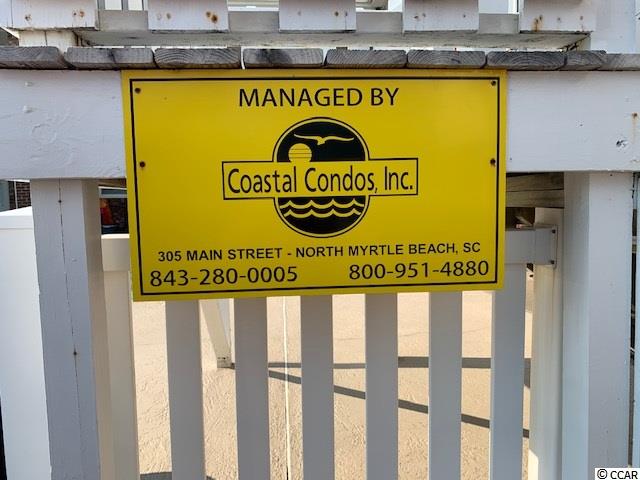 MANAGED BY
Coastal Condos, Inc.
305 MAIN STREET - NORTH MYRTLE BEACH, SC
843-280-0005 800-951-4880
© CCAR